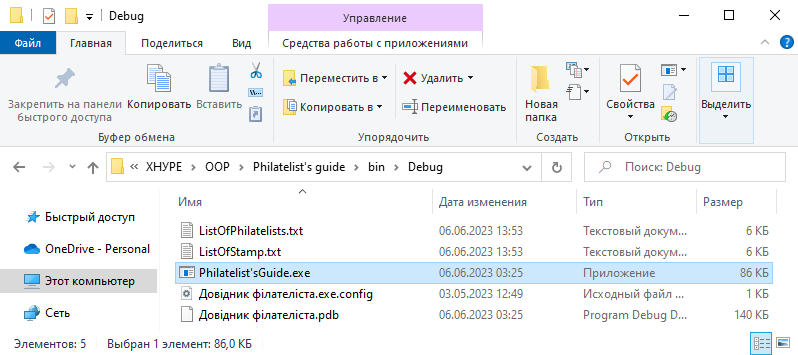 Debug
Управление
Файл Главная Поделиться Вид Средства работы с приложениями
Закрепить на панели быстрого доступа
Копировать
Вставить
Переместить в
Копировать в
Удалить
Переименовать
Новая папка
Свойства
Выделить
Буфер обмена Упорядочить Создать Открыть
« ХНУРЕ > OOP > Philatelist's guide > bin > Debug
Поиск: Debug
Имя Дата изменения Тип Размер
Быстрый доступ
OneDrive - Personal
Этот компьютер
Сеть
ListOfPhilatelists.txt 06.06.2023 13:53 Текстовый докум... 6 КБ
ListOfStamp.txt 06.06.2023 13:53 Текстовый докум... 6 КБ
Philatelist'sGuide.exe 06.06.2023 03:25 Приложение 86 КБ
Довідник філателіста.exe.config 03.05.2023 12:49 Исходный файл ... 1 КБ
Довідник філателіста.pdb 06.06.2023 03:25 Program Debug D... 140 КБ
Элементов: 5 Выбран 1 элемент: 86,0 КБ